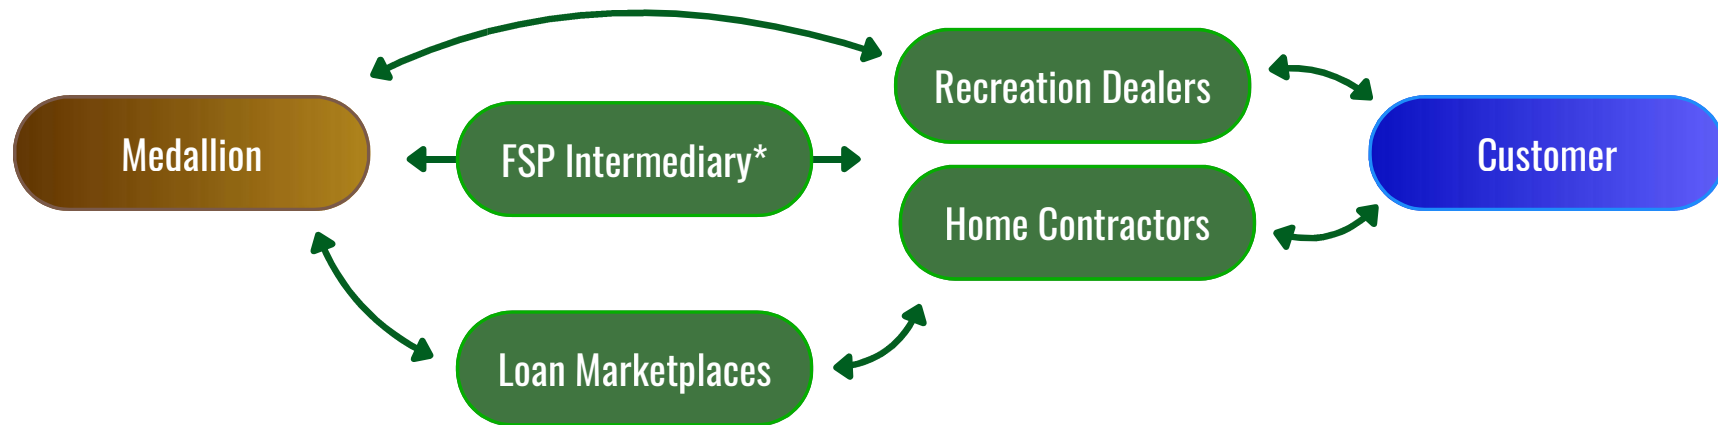 Medallion
FSP Intermediary*
Recreation Dealers
Home Contractors
Loan Marketplaces
Customer